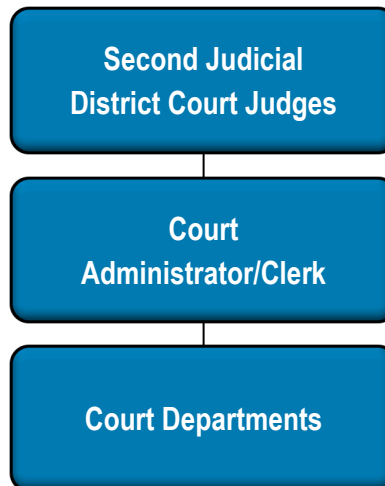 Second Judicial
District Court Judges
Court
Administrator/Clerk
Court Departments